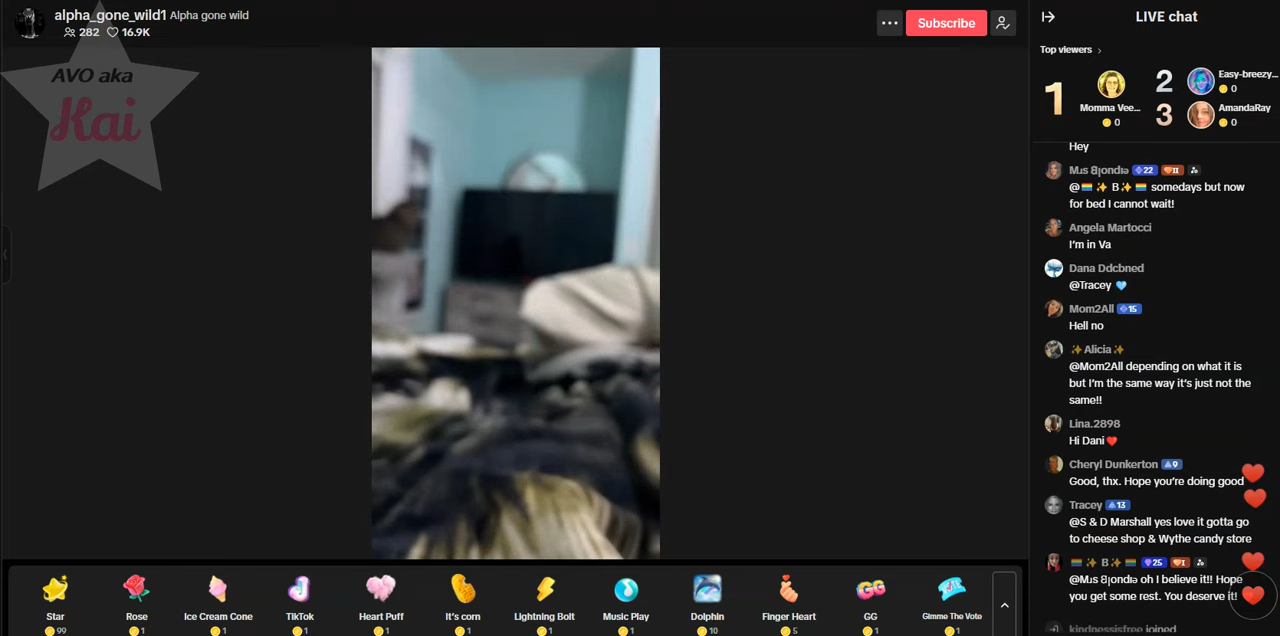 alpha_gone_wild1 Alpha gone wild
282 16.9K
Subscribe
AVO aka
Kai
LIVE chat
Top viewers
1
Momma Vee...
0
2
Easy-breezy...
0
3
AmandaRay
0
Hey
Mɹs ᗺןondıǝ 22 II
@🏳️‍🌈✨ B✨🏳️‍🌈 somedays but now
for bed I cannot wait!
Angela Martocci
I'm in Va
Dana Ddcbned
@Tracey 💙
Mom2All 15
Hell no
✨Alicia✨
@Mom2All depending on what it is
but I'm the same way it's just not the
same!!
Lina.2898
Hi Dani❤️
Cheryl Dunkerton 9
Good, thx. Hope you're doing good
Tracey 13
@S & D Marshall yes love it gotta go
to cheese shop & Wythe candy store
🏳️‍🌈✨ B✨🏳️‍🌈 25 I
@Mɹs ᗺןondıǝ oh I believe it!! Hope
you get some rest. You deserve it!
kindnessisfree joined
Star
99
Rose
1
Ice Cream Cone
1
TikTok
1
Heart Puff
1
It's corn
1
Lightning Bolt
1
Music Play
1
Dolphin
10
Finger Heart
5
GG
1
Gimme The Vote
1